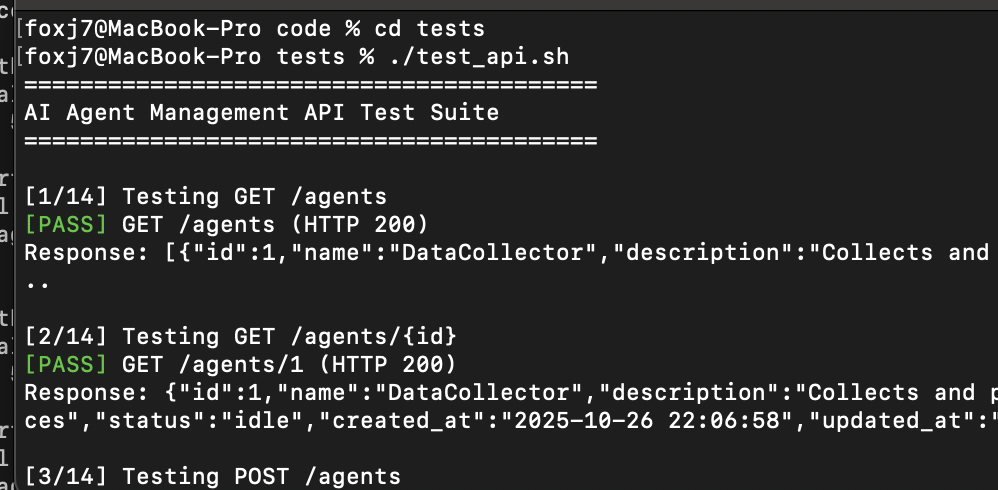 [foxj7@MacBook-Pro code % cd tests
[foxj7@MacBook-Pro tests % ./test_api.sh
=========================================
AI Agent Management API Test Suite
=========================================
[1/14] Testing GET /agents
[PASS] GET /agents (HTTP 200)
Response: [{"id":1,"name":"DataCollector","description":"Collects and
..
[2/14] Testing GET /agents/{id}
[PASS] GET /agents/1 (HTTP 200)
Response: {"id":1,"name":"DataCollector","description":"Collects and p
ces","status":"idle","created_at":"2025-10-26 22:06:58","updated_at":"
[3/14] Testing POST /agents